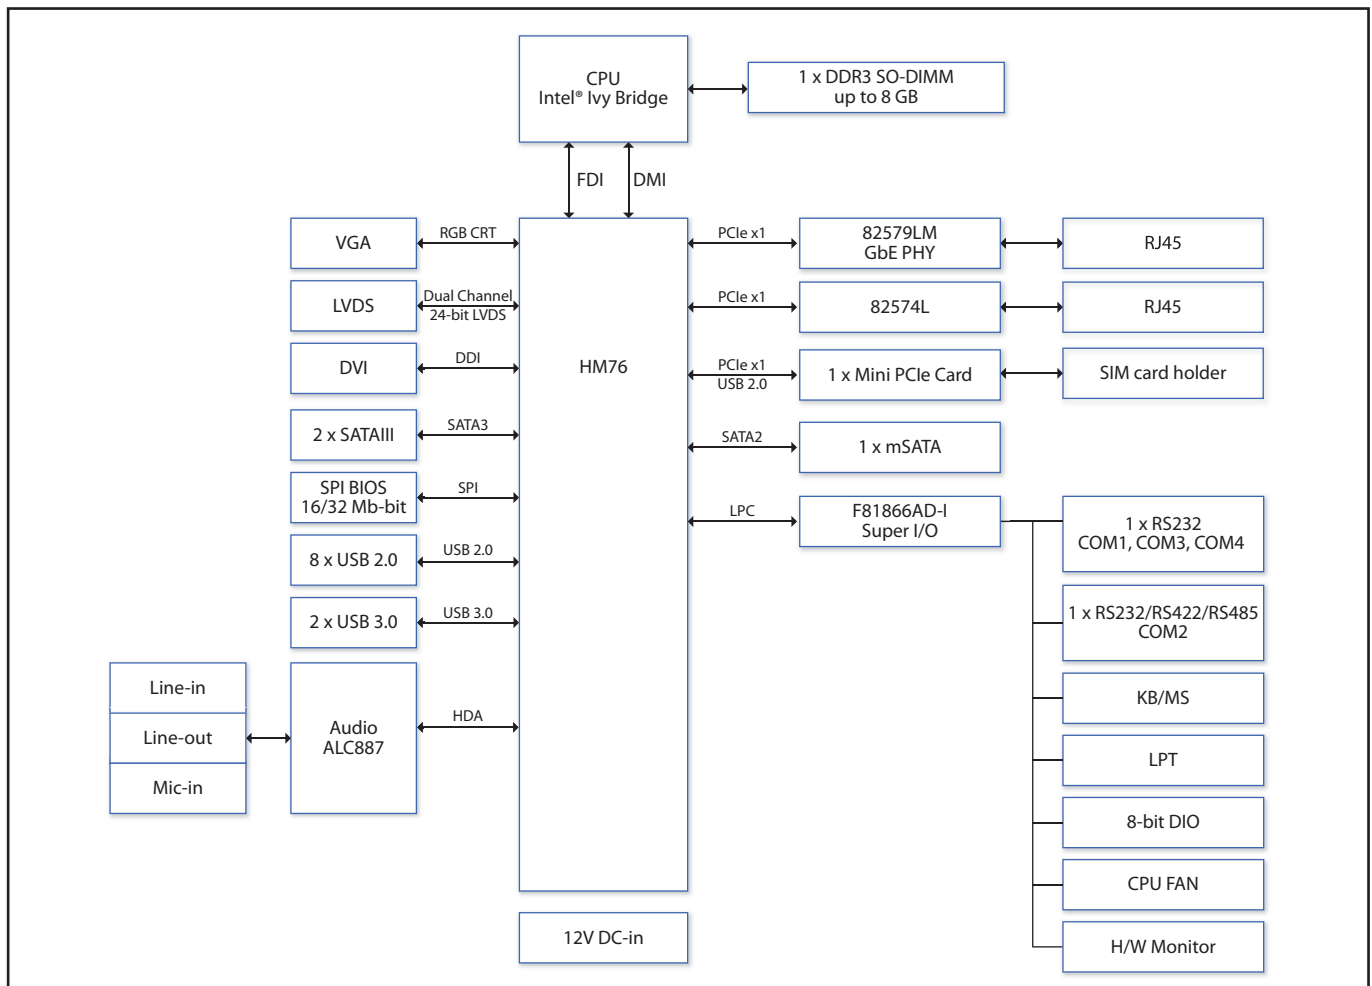 CPU
Intel® Ivy Bridge
1 x DDR3 SO-DIMM
up to 8 GB
FDI
DMI
VGA
RGB CRT
LVDS
Dual Channel
24-bit LVDS
DVI
DDI
2 x SATAIII
SATA3
SPI BIOS
16/32 Mb-bit
SPI
8 x USB 2.0
USB 2.0
2 x USB 3.0
USB 3.0
Line-in
Line-out
Mic-in
Audio
ALC887
HDA
HM76
12V DC-in
PCIe x1
82579LM
GbE PHY
RJ45
PCIe x1
82574L
RJ45
PCIe x1
USB 2.0
1 x Mini PCIe Card
SIM card holder
SATA2
1 x mSATA
LPC
F81866AD-I
Super I/O
1 x RS232
COM1, COM3, COM4
1 x RS232/RS422/RS485
COM2
KB/MS
LPT
8-bit DIO
CPU FAN
H/W Monitor